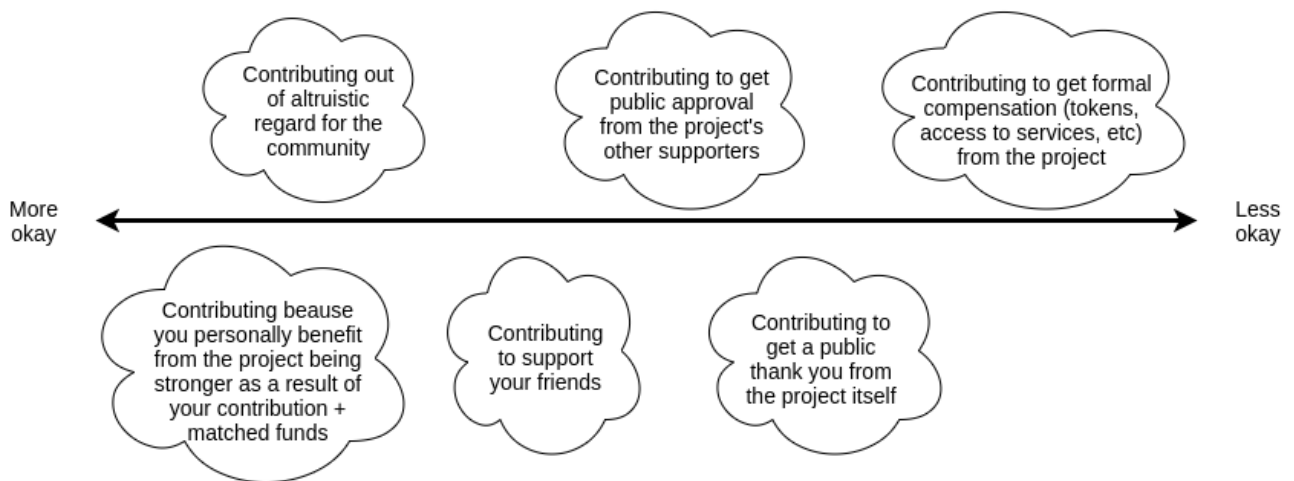 Contributing out
of altruistic
regard for the
community
Contributing to get
public approval
from the project's
other supporters
Contributing to get formal
compensation (tokens,
access to services, etc)
from the project
More
okay
Less
okay
Contributing beause
you personally benefit
from the project being
stronger as a result of
your contribution +
matched funds
Contributing
to support
your friends
Contributing to
get a public
thank you from
the project itself